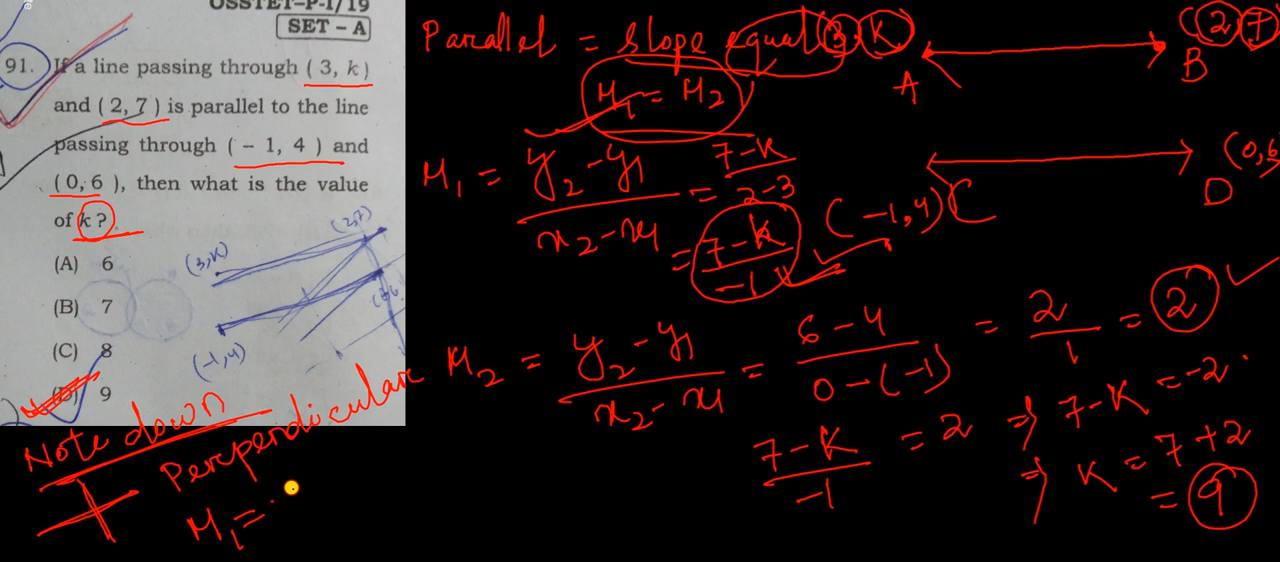 OSSTET-P-I/19
SET – A
91. If a line passing through ( 3, k )
and ( 2, 7 ) is parallel to the line
passing through ( – 1, 4 ) and
( 0, 6 ), then what is the value
of k ?
(A) 6
(B) 7
(C) 8
(D) 9
(2,7)
(3,K)
(-1,4)
Parallel = slope equal
(3, K)
A
(2, 7)
B
M₁ = M₂
M₁ = y₂ - y₁ / x₂ - x₁ = 7-K / 2-3
= 7-K / -1
(-1,4) C
(0,6
D
M₂ = y₂ - y₁ / x₂ - x₁ = 6-4 / 0-(-1) = 2 / 1 = 2
7-K / -1 = 2 ⇒ 7-K = -2
⇒ K = 7+2
= 9
Note down
Perpendicular
M₁ =